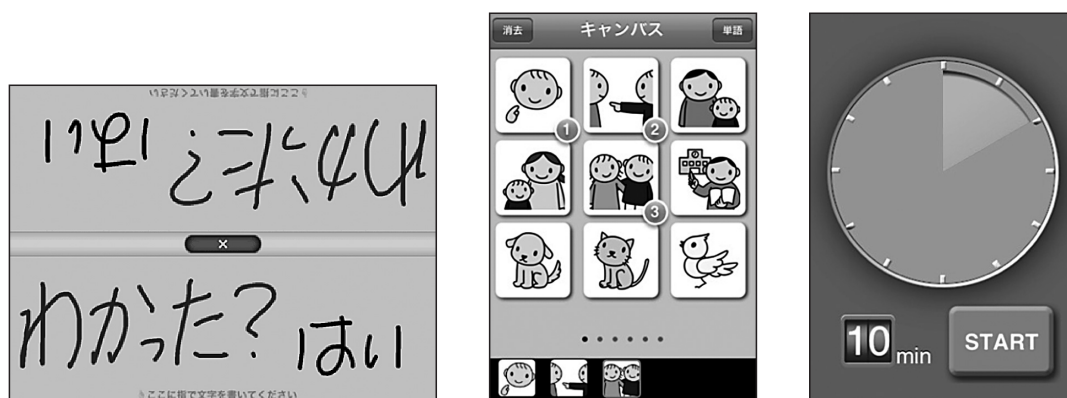 ここに指で文字を書いてください
わかった? はい
×
わかった? はい
ここに指で文字を書いてください
消去 キャンバス 単語
1 2
3
10 min START